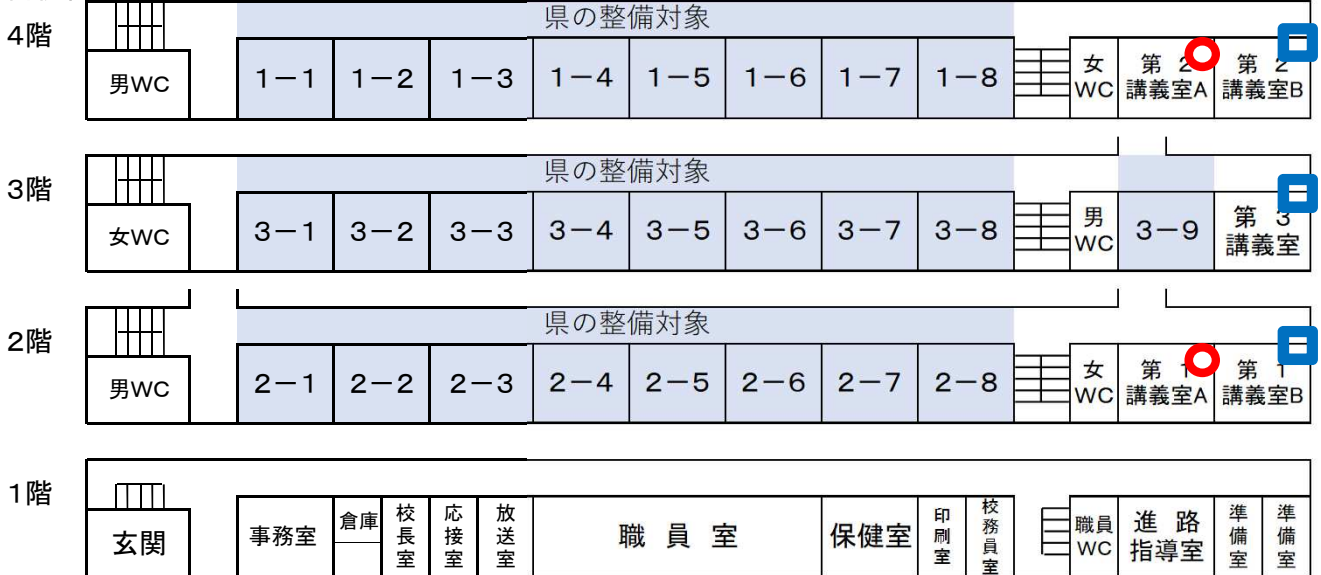 県の整備対象
4階
男WC
1－1
1－2
1－3
1－4
1－5
1－6
1－7
1－8
女
WC
第 2
講義室A
第 2
講義室B
県の整備対象
3階
女WC
3－1
3－2
3－3
3－4
3－5
3－6
3－7
3－8
男
WC
3－9
第 3
講義室
県の整備対象
2階
男WC
2－1
2－2
2－3
2－4
2－5
2－6
2－7
2－8
女
WC
第 1
講義室A
第 1
講義室B
1階
玄関
事務室
倉庫
校長室
応接室
放送室
職 員 室
保健室
印刷室
校務員室
職員
WC
進 路
指導室
準備室
準備室